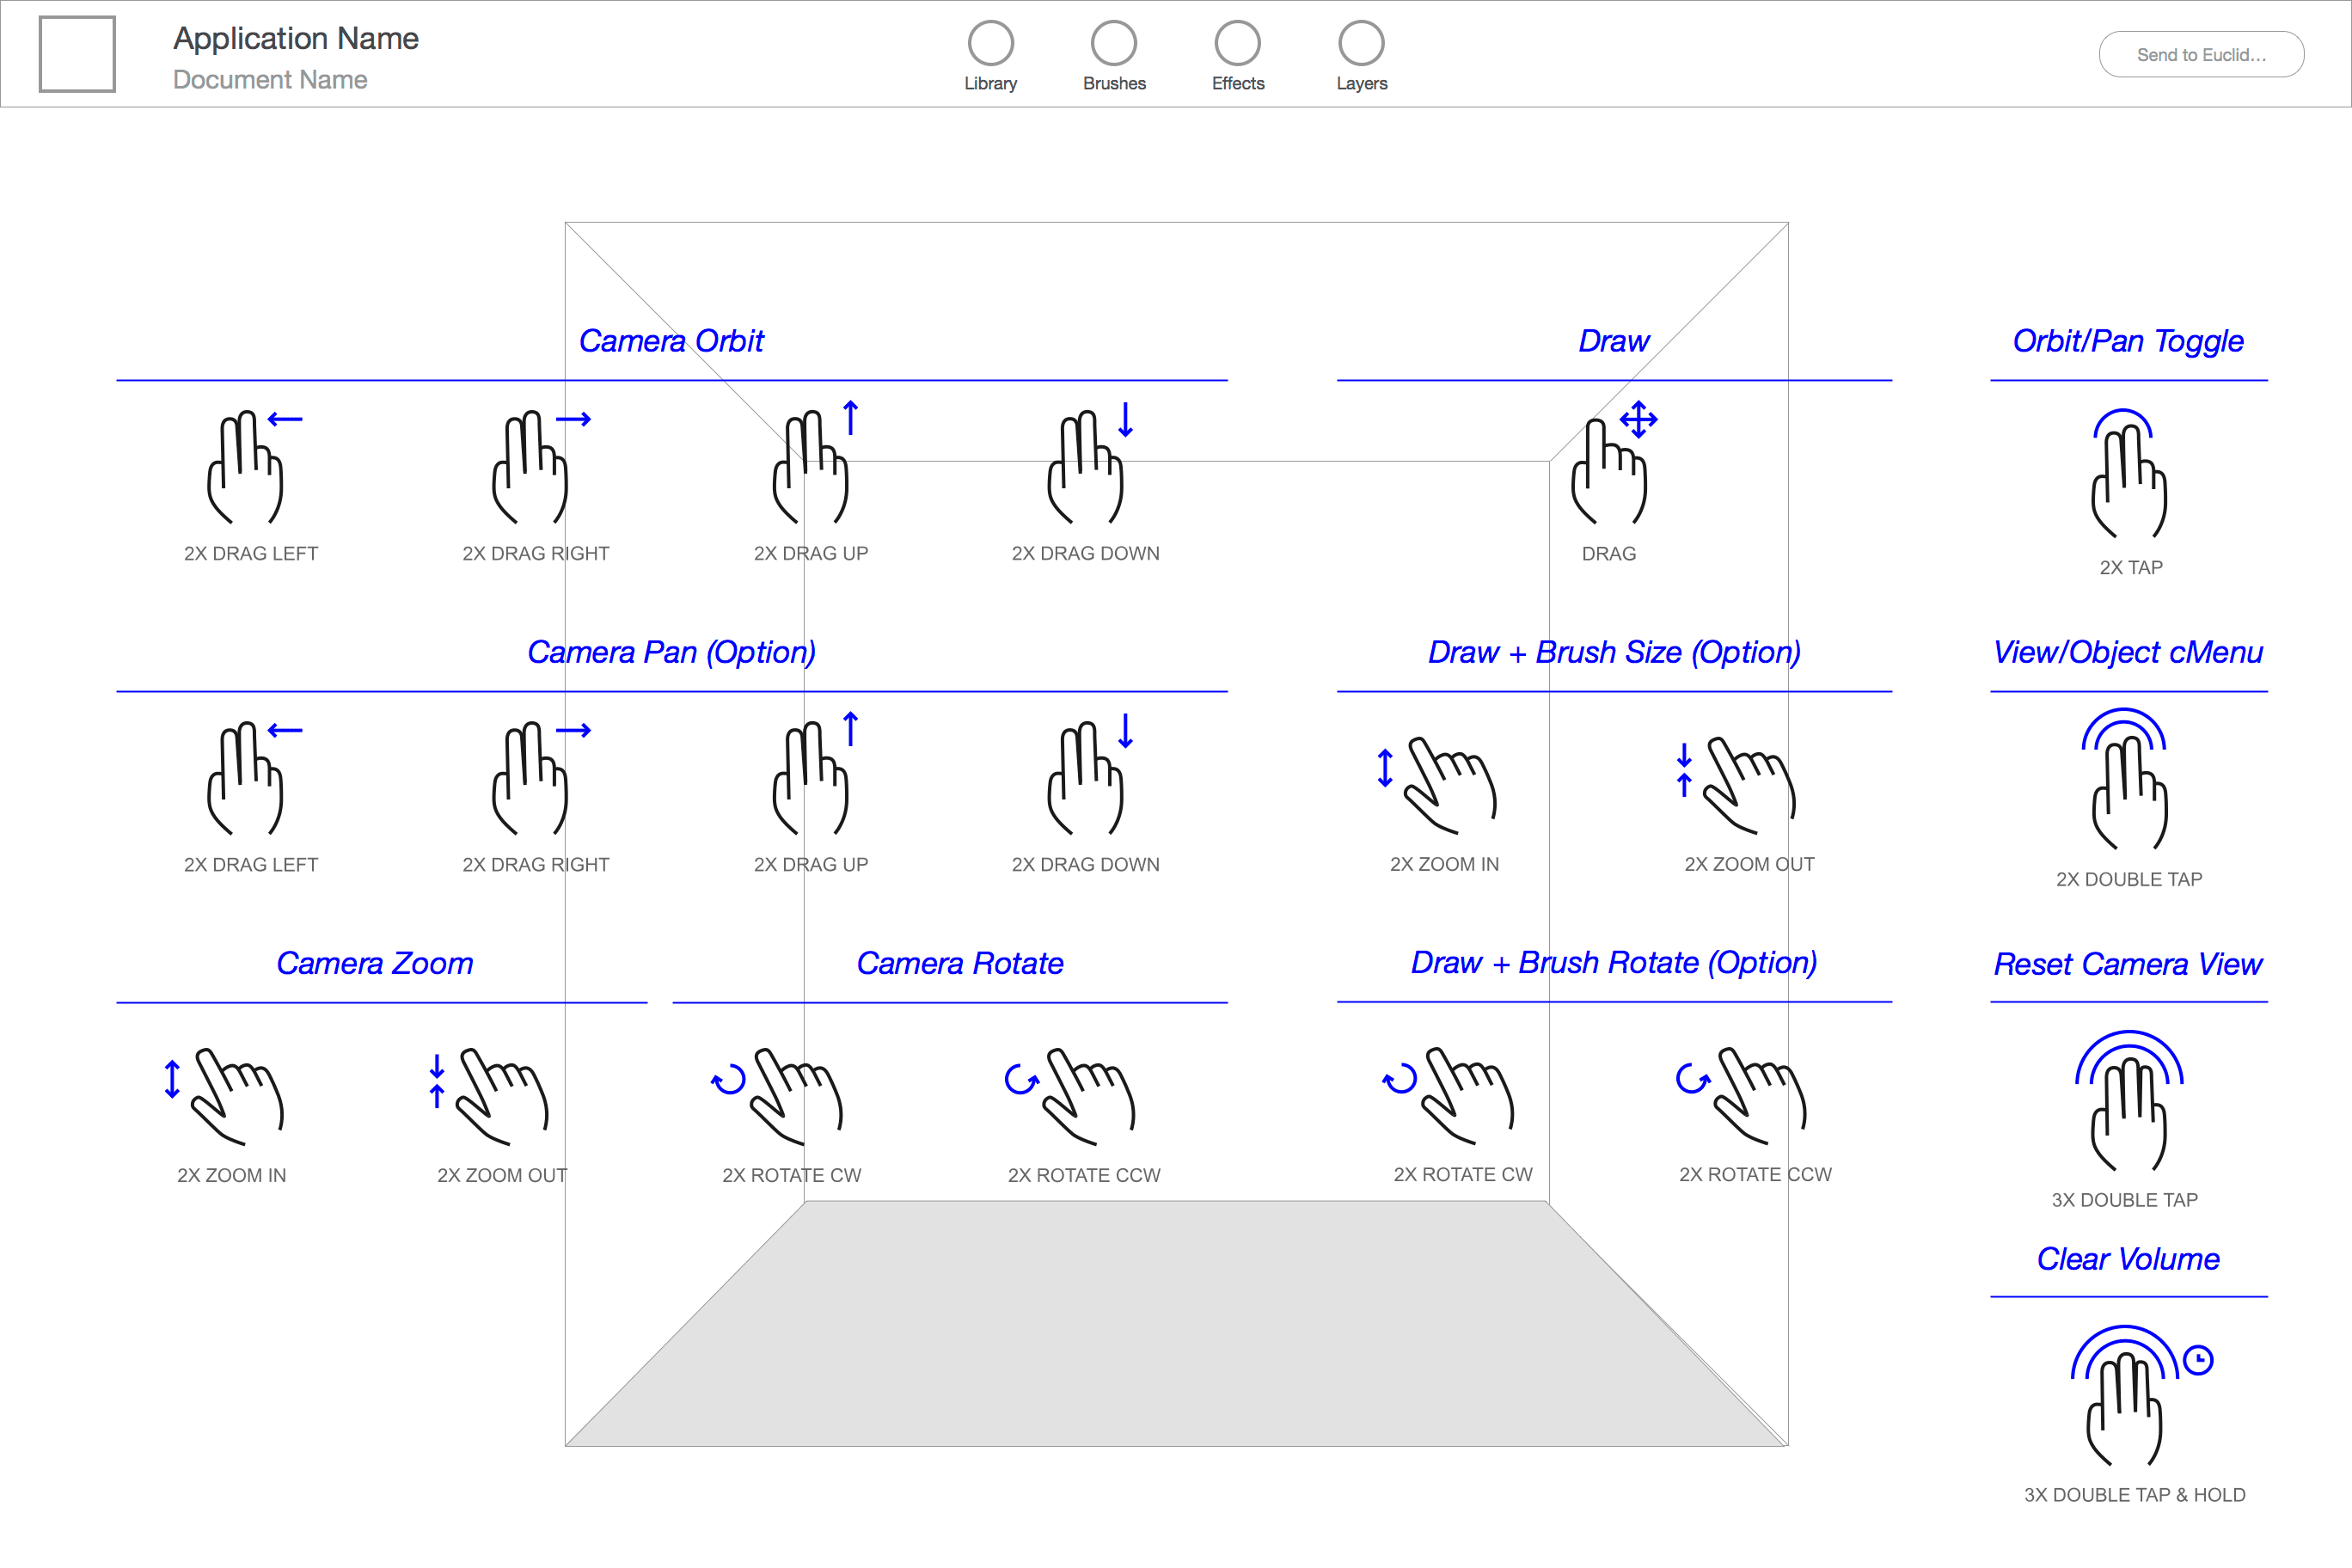 Application Name
Document Name
Library
Brushes
Effects
Layers
Send to Euclid...
Camera Orbit
Draw
Orbit/Pan Toggle
2X DRAG LEFT
2X DRAG RIGHT
2X DRAG UP
2X DRAG DOWN
DRAG
2X TAP
Camera Pan (Option)
Draw + Brush Size (Option)
View/Object cMenu
2X DRAG LEFT
2X DRAG RIGHT
2X DRAG UP
2X DRAG DOWN
2X ZOOM IN
2X ZOOM OUT
2X DOUBLE TAP
Camera Zoom
Camera Rotate
Draw + Brush Rotate (Option)
Reset Camera View
2X ZOOM IN
2X ZOOM OUT
2X ROTATE CW
2X ROTATE CCW
2X ROTATE CW
2X ROTATE CCW
3X DOUBLE TAP
Clear Volume
3X DOUBLE TAP & HOLD